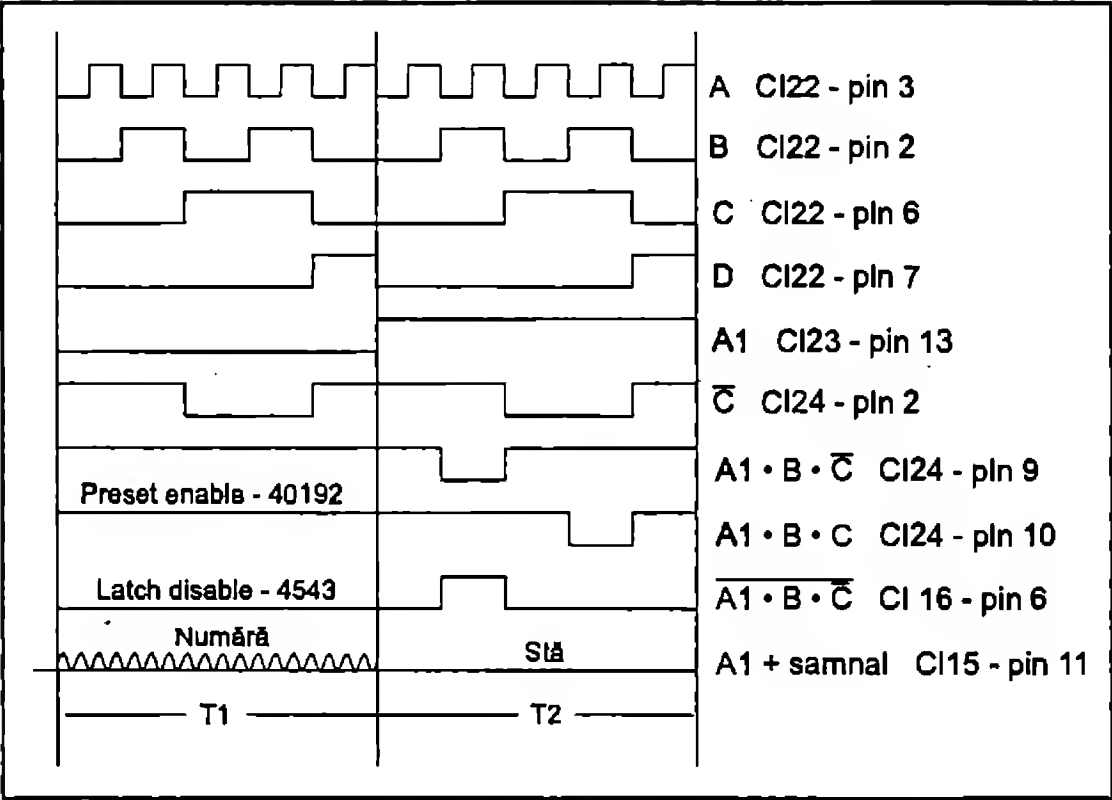 A CI22 - pin 3
B CI22 - pin 2
C CI22 - pin 6
D CI22 - pin 7
A1 CI23 - pin 13
C̅ CI24 - pin 2
A1 • B • C̅ CI24 - pin 9
Preset enable - 40192
A1 • B • C CI24 - pin 10
Latch disable - 4543
A̅1̅ ̅•̅ ̅B̅ ̅•̅ ̅C̅̅ CI 16 - pin 6
Numără
Stă
A1 + samnal CI15 - pin 11
T1
T2